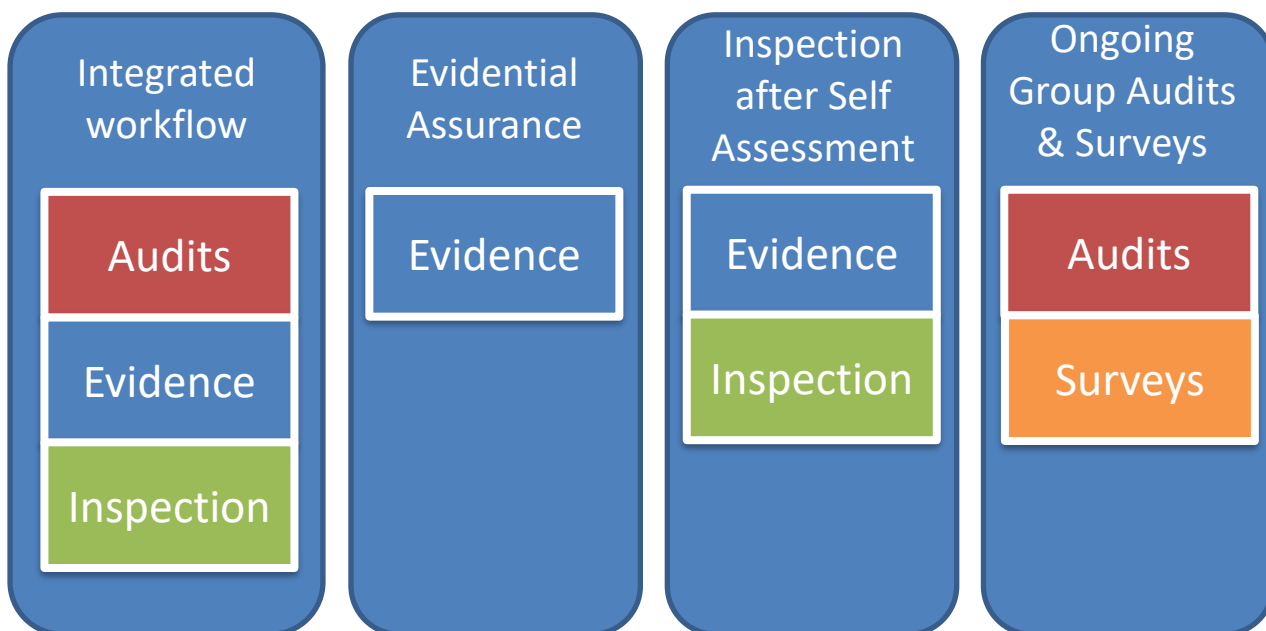 Integrated
workflow
Audits
Evidence
Inspection
Evidential
Assurance
Evidence
Inspection
after Self
Assessment
Evidence
Inspection
Ongoing
Group Audits
& Surveys
Audits
Surveys